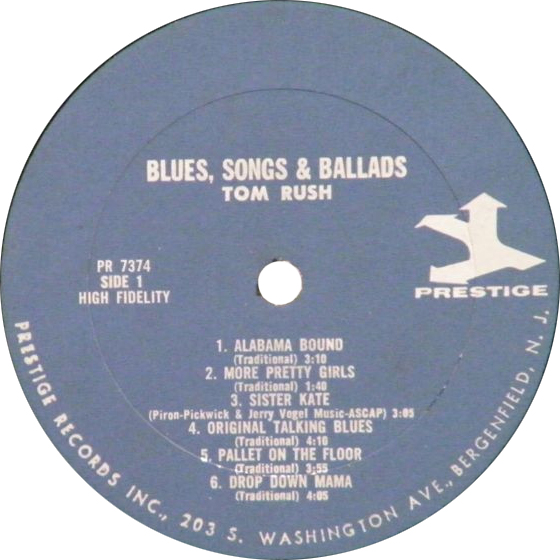 BLUES, SONGS & BALLADS
TOM RUSH
PR 7374
SIDE 1
HIGH FIDELITY
PRESTIGE
1. ALABAMA BOUND
(Traditional) 3:10
2. MORE PRETTY GIRLS
(Traditional) 1:40
3. SISTER KATE
(Piron-Pickwick & Jerry Vogel Music-ASCAP) 3:05
4. ORIGINAL TALKING BLUES
(Traditional) 4:10
5. PALLET ON THE FLOOR
(Traditional) 3:55
6. DROP DOWN MAMA
(Traditional) 4:05
PRESTIGE RECORDS INC., 203 S. WASHINGTON AVE., BERGENFIELD, N. J.